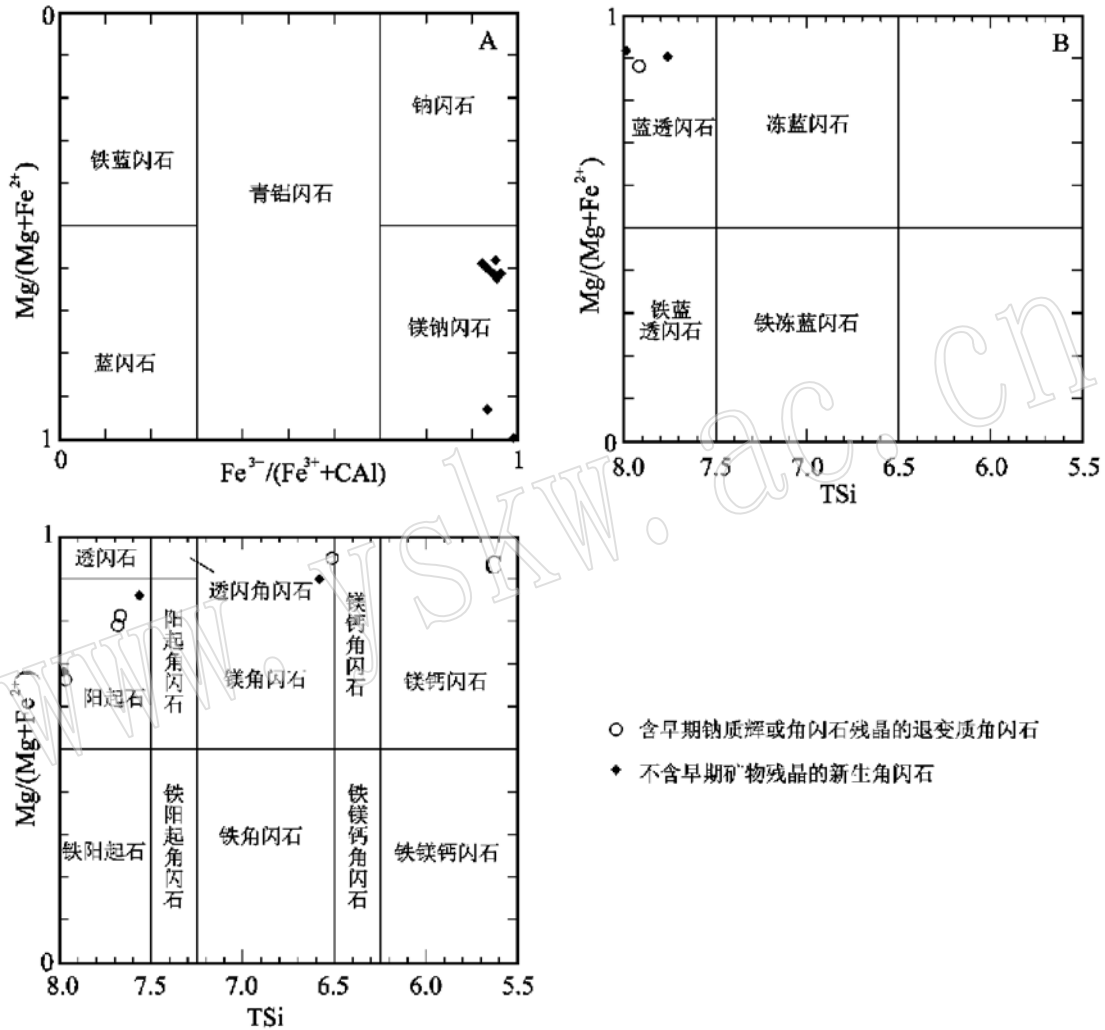 A
0
1
Mg/(Mg+Fe²⁺)
钠闪石
铁蓝闪石
青铝闪石
镁钠闪石
蓝闪石
0
1
Fe³⁻/(Fe³⁺+CAl)
B
1
0
Mg/(Mg+Fe²⁺)
蓝透闪石
冻蓝闪石
铁蓝
透闪石
铁冻蓝闪石
8.0 7.5 7.0 6.5 6.0 5.5
TSi
C
1
0
Mg/(Mg+Fe²⁺)
透闪石
透闪角闪石
阳起石
阳起角闪石
镁角闪石
镁钙角闪石
镁钙闪石
铁阳起石
铁阳起角闪石
铁角闪石
铁镁钙角闪石
铁镁钙闪石
8.0 7.5 7.0 6.5 6.0 5.5
TSi
含早期钠质辉或角闪石残晶的退变质角闪石
不含早期矿物残晶的新生角闪石
www.yskw.ac.cn